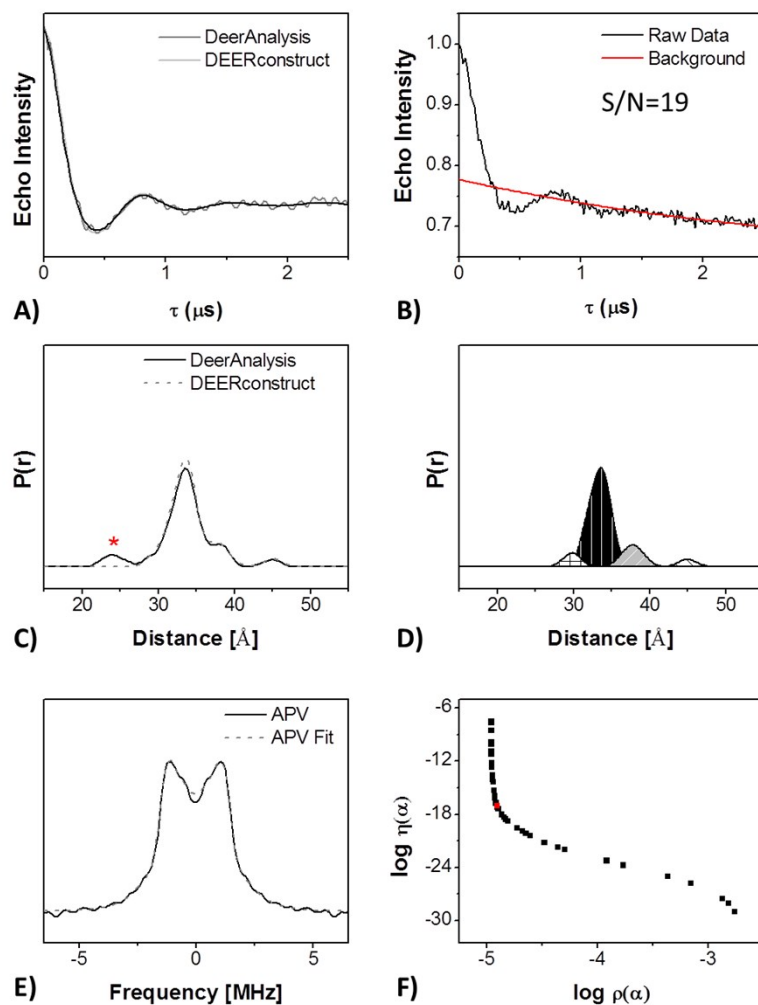 DeerAnalysis
DEERconstruct
Echo Intensity
0
1
2
A)
τ (μs)
Raw Data
Background
S/N=19
Echo Intensity
1.0
0.9
0.8
0.7
0
1
2
B)
τ (μs)
DeerAnalysis
DEERconstruct
P(r)
*
20
30
40
50
C)
Distance [Å]
P(r)
20
30
40
50
D)
Distance [Å]
APV
APV Fit
-5
0
5
E)
Frequency [MHz]
log η(α)
-6
-12
-18
-24
-30
-5
-4
-3
F)
log ρ(α)